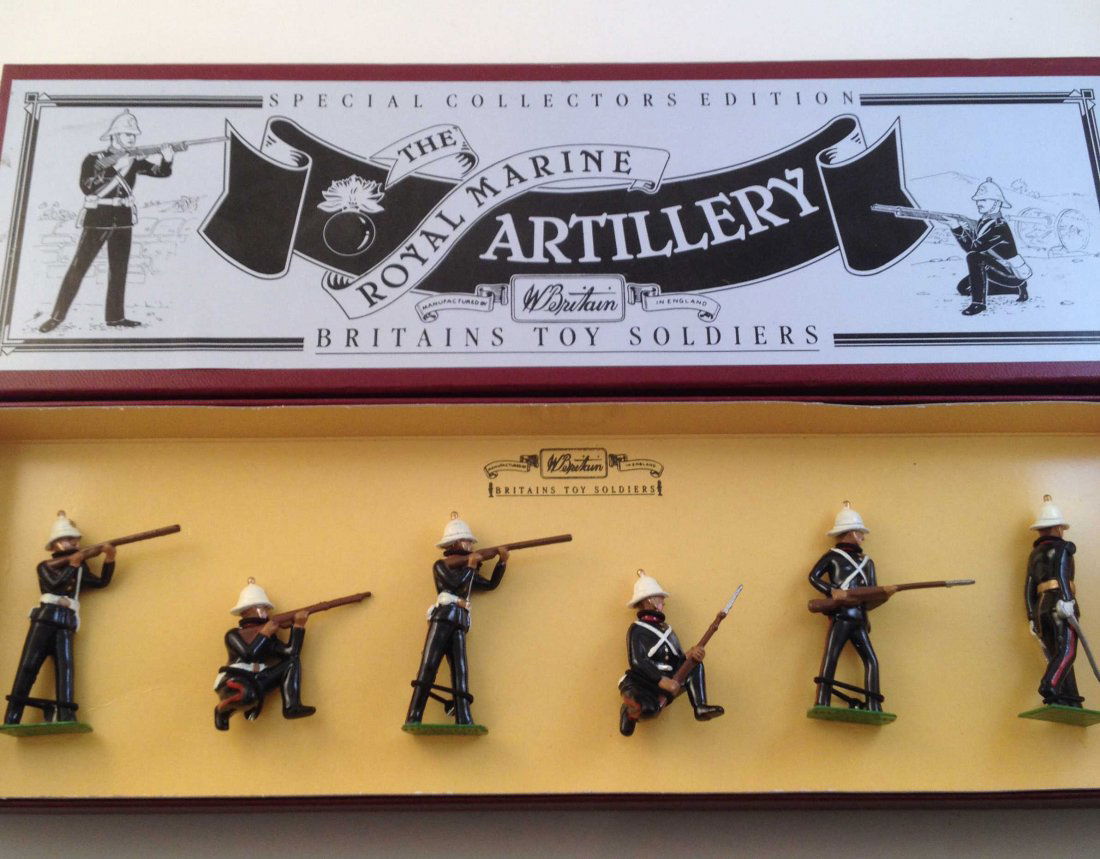 SPECIAL COLLECTORS EDITION
THE
ROYAL MARINE
ARTILLERY
MANUFACTURED BY
W Britain
IN ENGLAND
BRITAINS TOY SOLDIERS
MANUFACTURED BY
W Britain
IN ENGLAND
BRITAINS TOY SOLDIERS